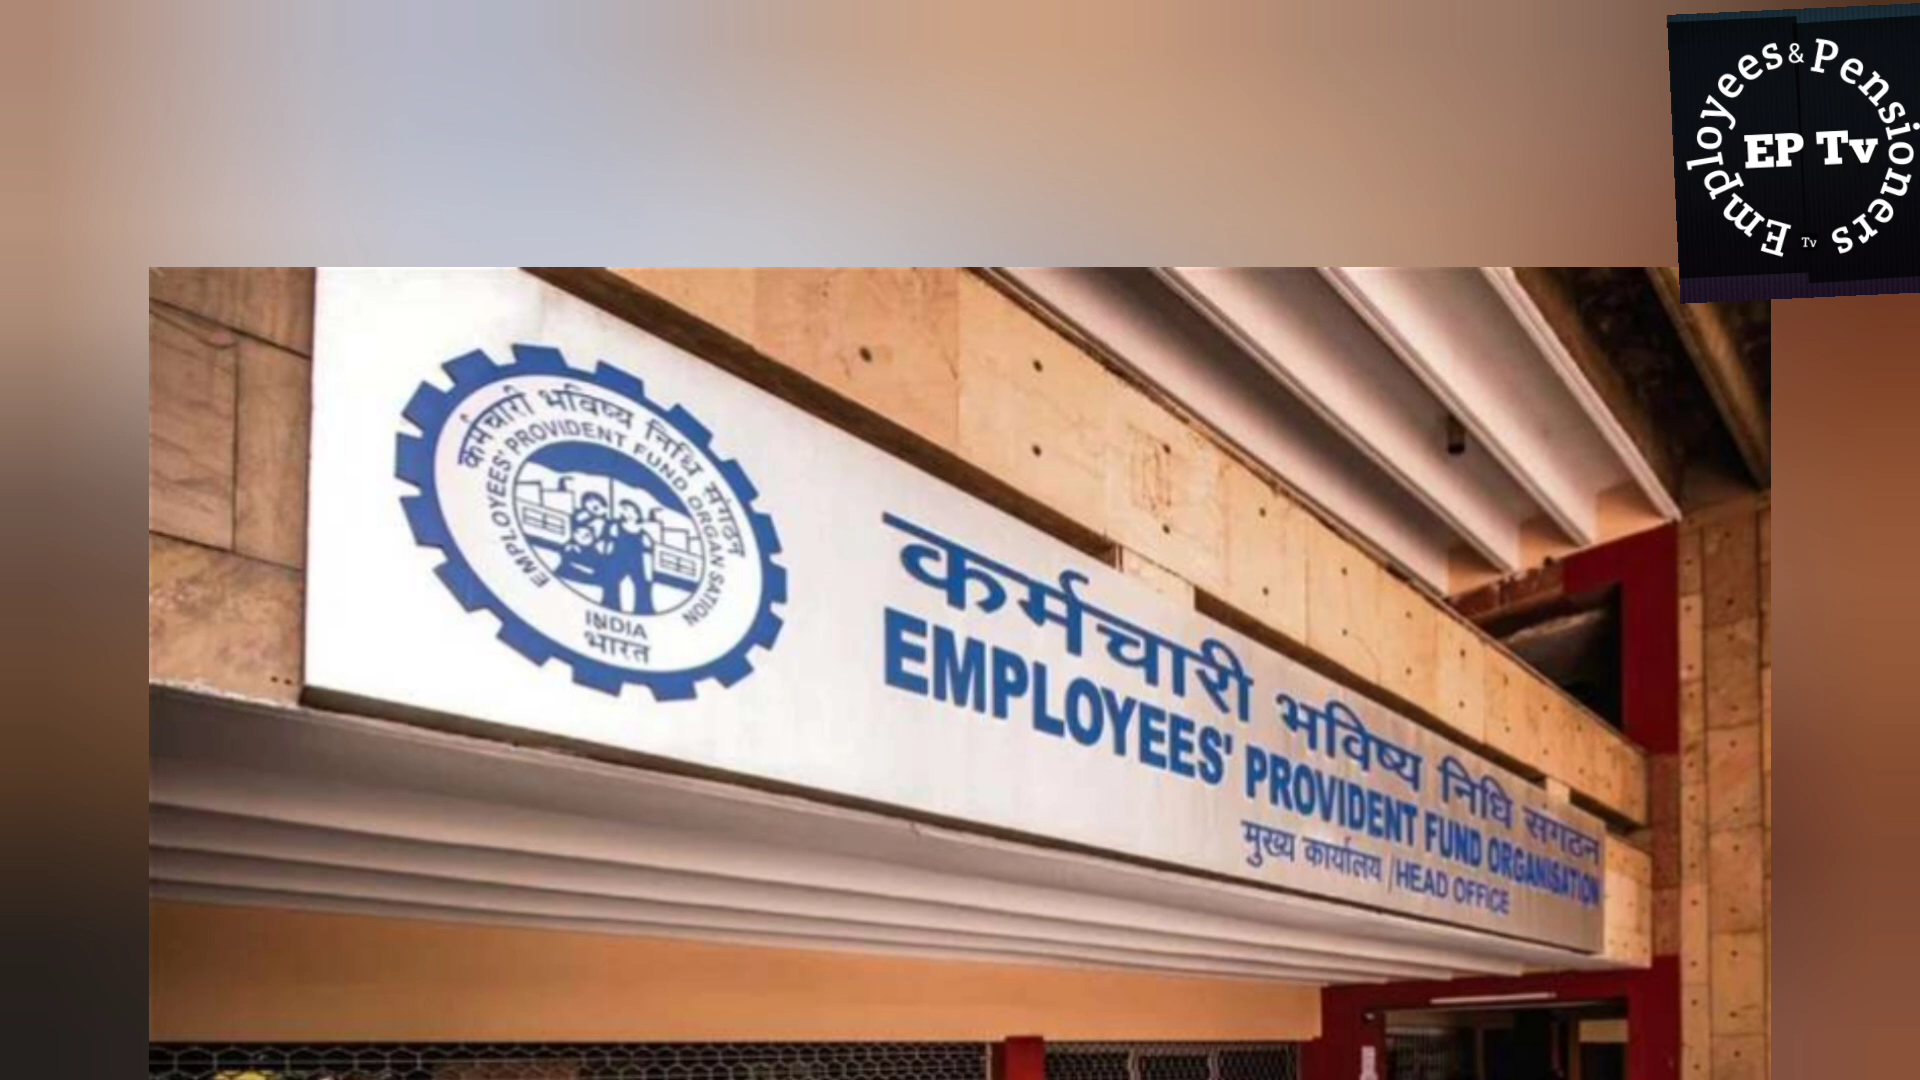 Employees & Pensioners Tv
EP Tv
कर्मचारी भविष्य निधि संगठन
EMPLOYEES' PROVIDENT FUND ORGANISATION
INDIA
भारत
कर्मचारी भविष्य निधि सगठन
EMPLOYEES' PROVIDENT FUND ORGANISATION
मुख्य कार्यालय /HEAD OFFICE